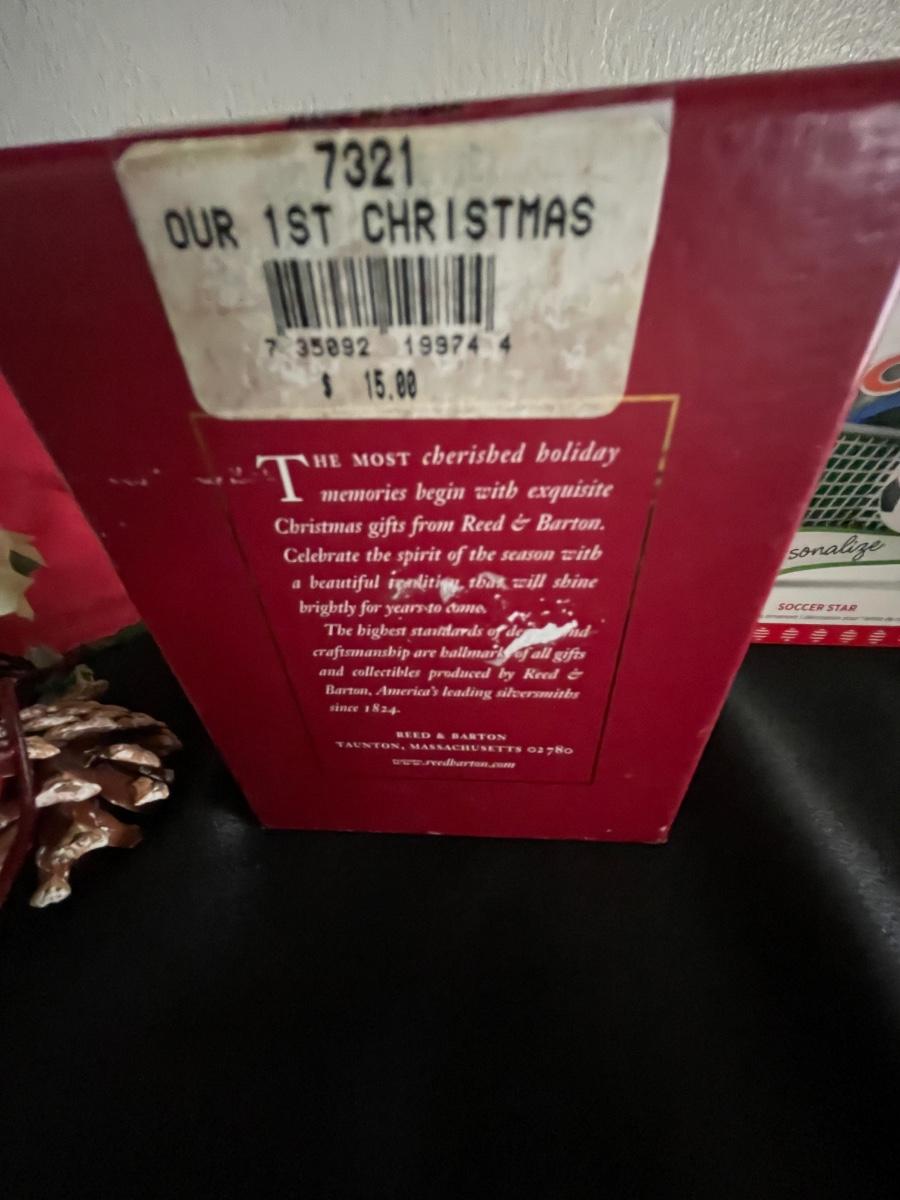 7321
OUR 1ST CHRISTMAS
7 35092 19974 4
$ 15.00
THE MOST cherished holiday
memories begin with exquisite
Christmas gifts from Reed & Barton.
Celebrate the spirit of the season with
a beautiful tradition that will shine
brightly for years to come.
The highest standards of
craftsmanship are hallmarks of all gifts
and collectibles produced by Reed &
Barton, America's leading silversmiths
since 1824.
REED & BARTON
TAUNTON, MASSACHUSETTS 02780
www.reedbarton.com
sonalize
SOCCER STAR